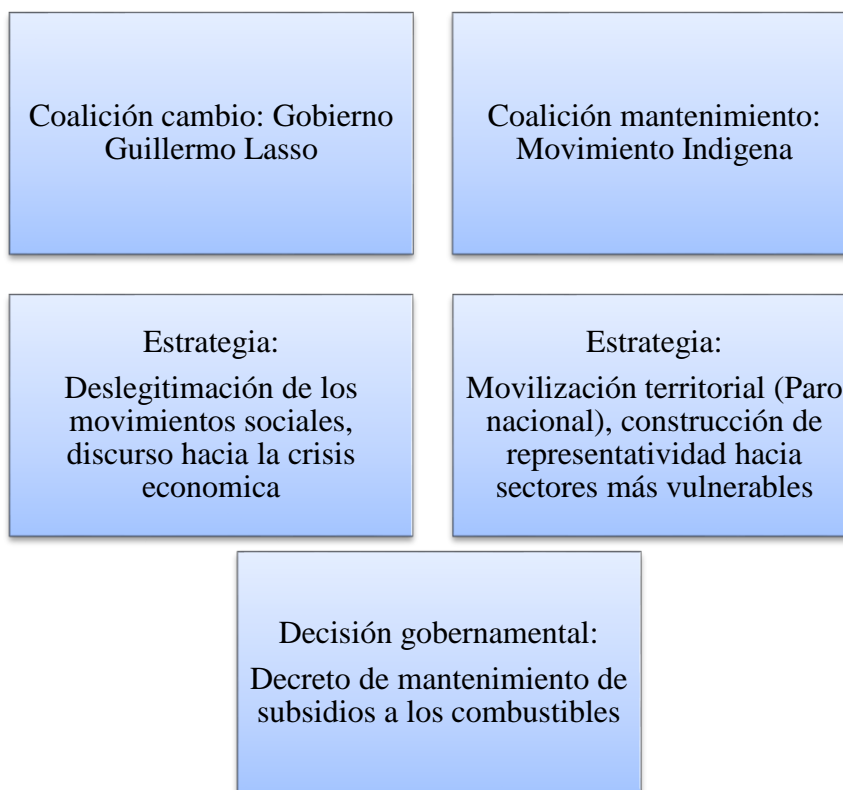 Coalición cambio: Gobierno
Guillermo Lasso
Coalición mantenimiento:
Movimiento Indigena
Estrategia:
Deslegitimación de los
movimientos sociales,
discurso hacia la crisis
economica
Estrategia:
Movilización territorial (Paro
nacional), construcción de
representatividad hacia
sectores más vulnerables
Decisión gobernamental:
Decreto de mantenimiento de
subsidios a los combustibles